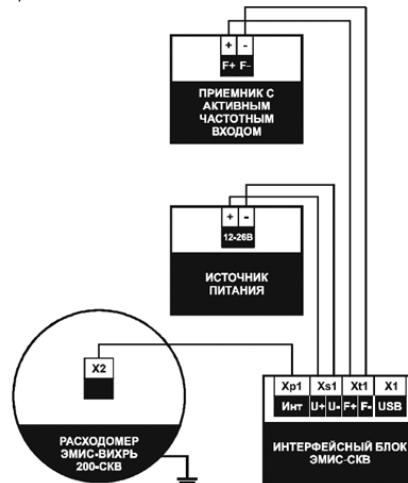 + -
F+ F-
ПРИЕМНИК С
АКТИВНЫМ
ЧАСТОТНЫМ
ВХОДОМ
+ -
12-26В
ИСТОЧНИК
ПИТАНИЯ
X2
РАСХОДОМЕР
ЭМИС-ВИХРЬ
200-СКВ
Xp1 Xs1 Xt1 X1
Инт U+ U- F+ F- USB
ИНТЕРФЕЙСНЫЙ БЛОК
ЭМИС-СКВ